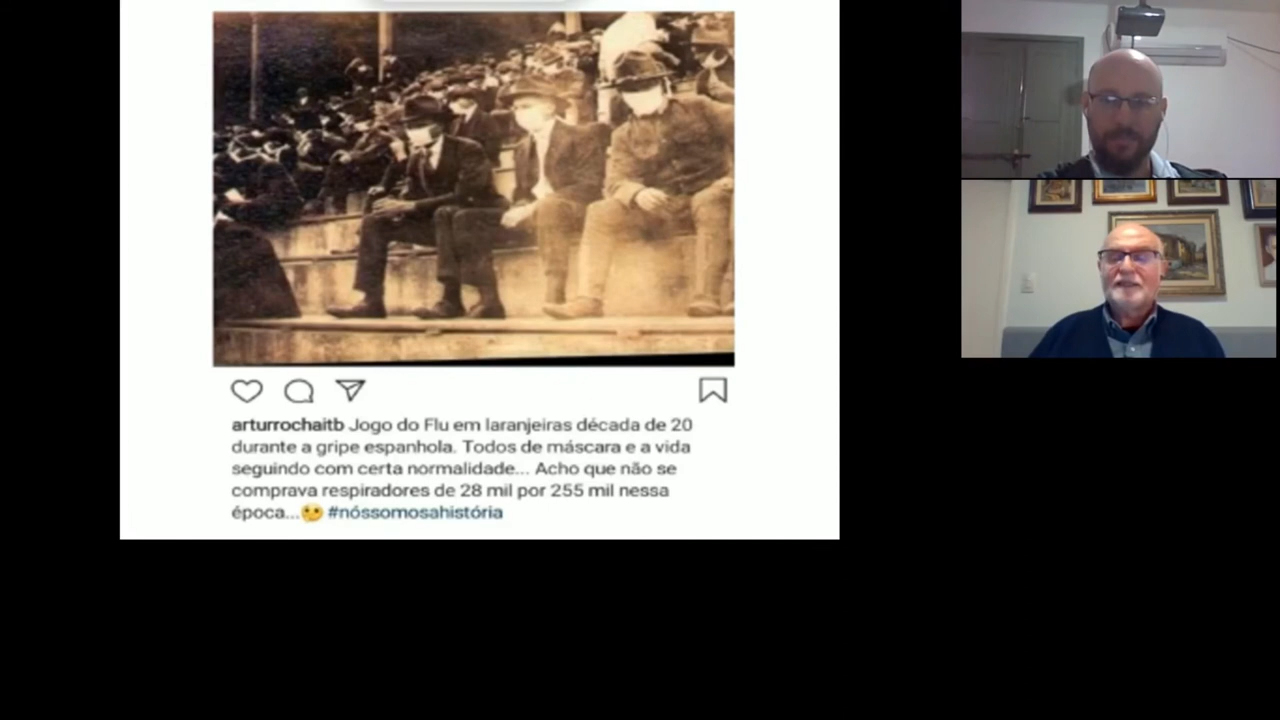 arturrochaitb Jogo do Flu em laranjeiras década de 20
durante a gripe espanhola. Todos de máscara e a vida
seguindo com certa normalidade... Acho que não se
comprava respiradores de 28 mil por 255 mil nessa
época...🤔 #nóssomosahistória